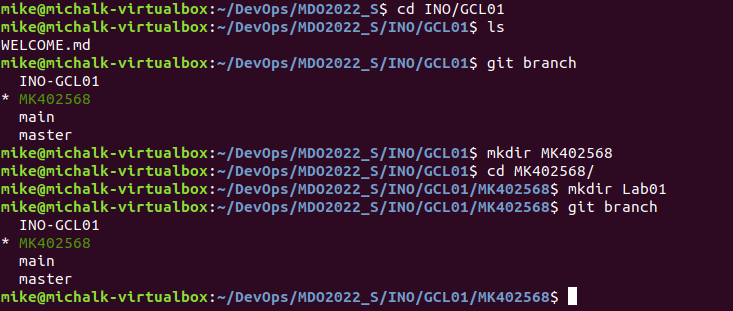 mike@michalk-virtualbox:~/DevOps/MDO2022_S$ cd INO/GCL01
mike@michalk-virtualbox:~/DevOps/MDO2022_S/INO/GCL01$ ls
WELCOME.md
mike@michalk-virtualbox:~/DevOps/MDO2022_S/INO/GCL01$ git branch
  INO-GCL01
* MK402568
  main
  master
mike@michalk-virtualbox:~/DevOps/MDO2022_S/INO/GCL01$ mkdir MK402568
mike@michalk-virtualbox:~/DevOps/MDO2022_S/INO/GCL01$ cd MK402568/
mike@michalk-virtualbox:~/DevOps/MDO2022_S/INO/GCL01/MK402568$ mkdir Lab01
mike@michalk-virtualbox:~/DevOps/MDO2022_S/INO/GCL01/MK402568$ git branch
  INO-GCL01
* MK402568
  main
  master
mike@michalk-virtualbox:~/DevOps/MDO2022_S/INO/GCL01/MK402568$